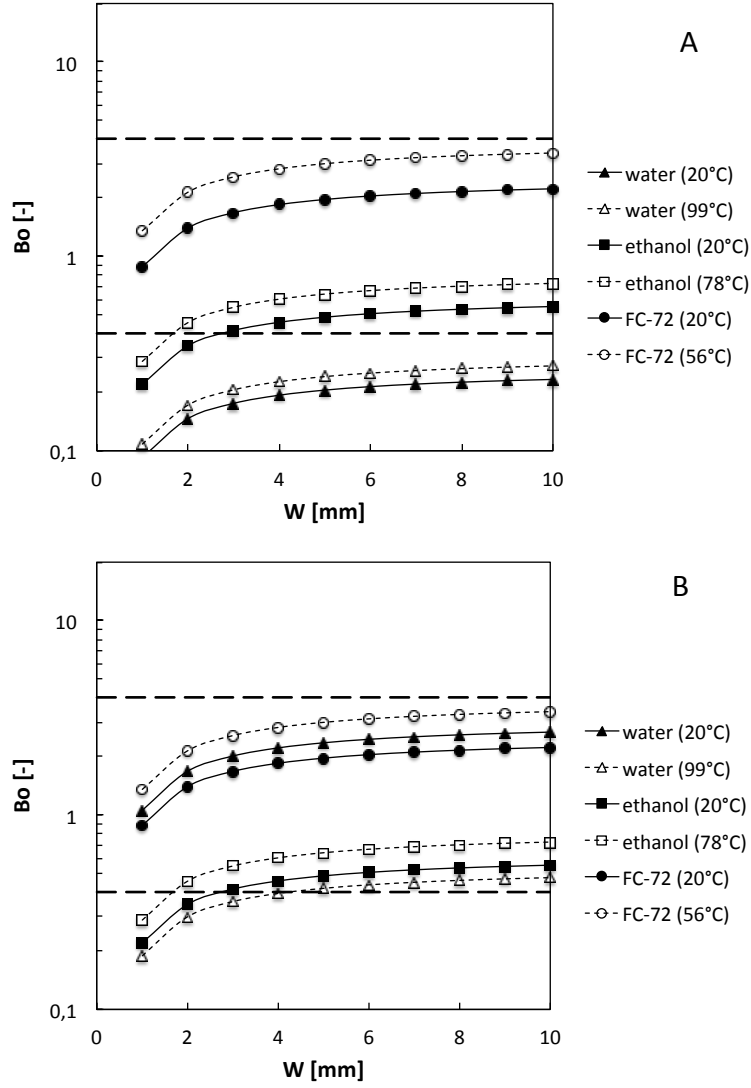 A
10
1
0,1
Bo [-]
0 2 4 6 8 10
W [mm]
water (20°C)
water (99°C)
ethanol (20°C)
ethanol (78°C)
FC-72 (20°C)
FC-72 (56°C)
B
10
1
0,1
Bo [-]
0 2 4 6 8 10
W [mm]
water (20°C)
water (99°C)
ethanol (20°C)
ethanol (78°C)
FC-72 (20°C)
FC-72 (56°C)